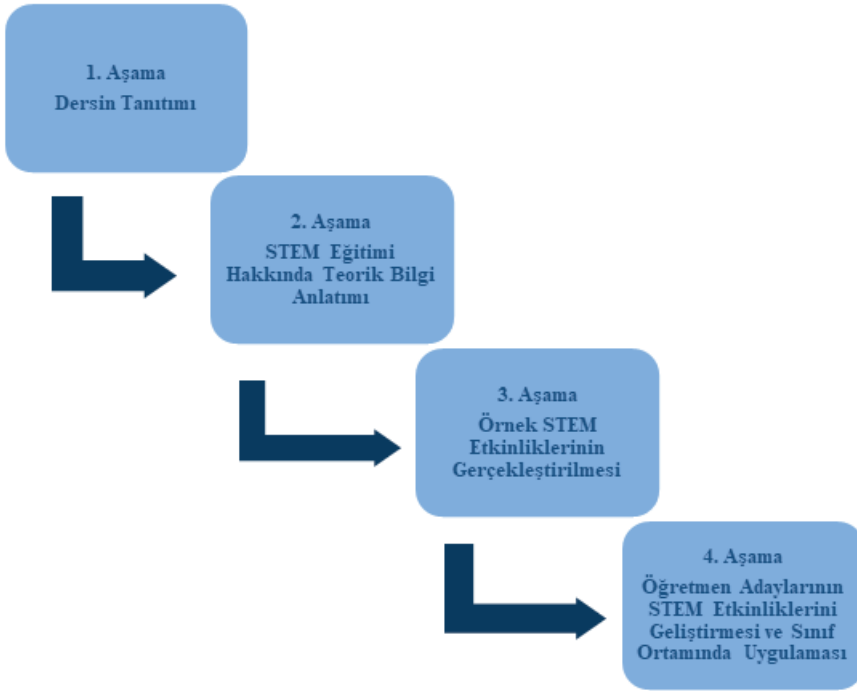 1. Aşama
Dersin Tanıtımı
2. Aşama
STEM Eğitimi
Hakkında Teorik Bilgi
Anlatımı
3. Aşama
Örnek STEM
Etkinliklerinin
Gerçekleştirilmesi
4. Aşama
Öğretmen Adaylarının
STEM Etkinliklerini
Geliştirmesi ve Sınıf
Ortamında Uygulaması